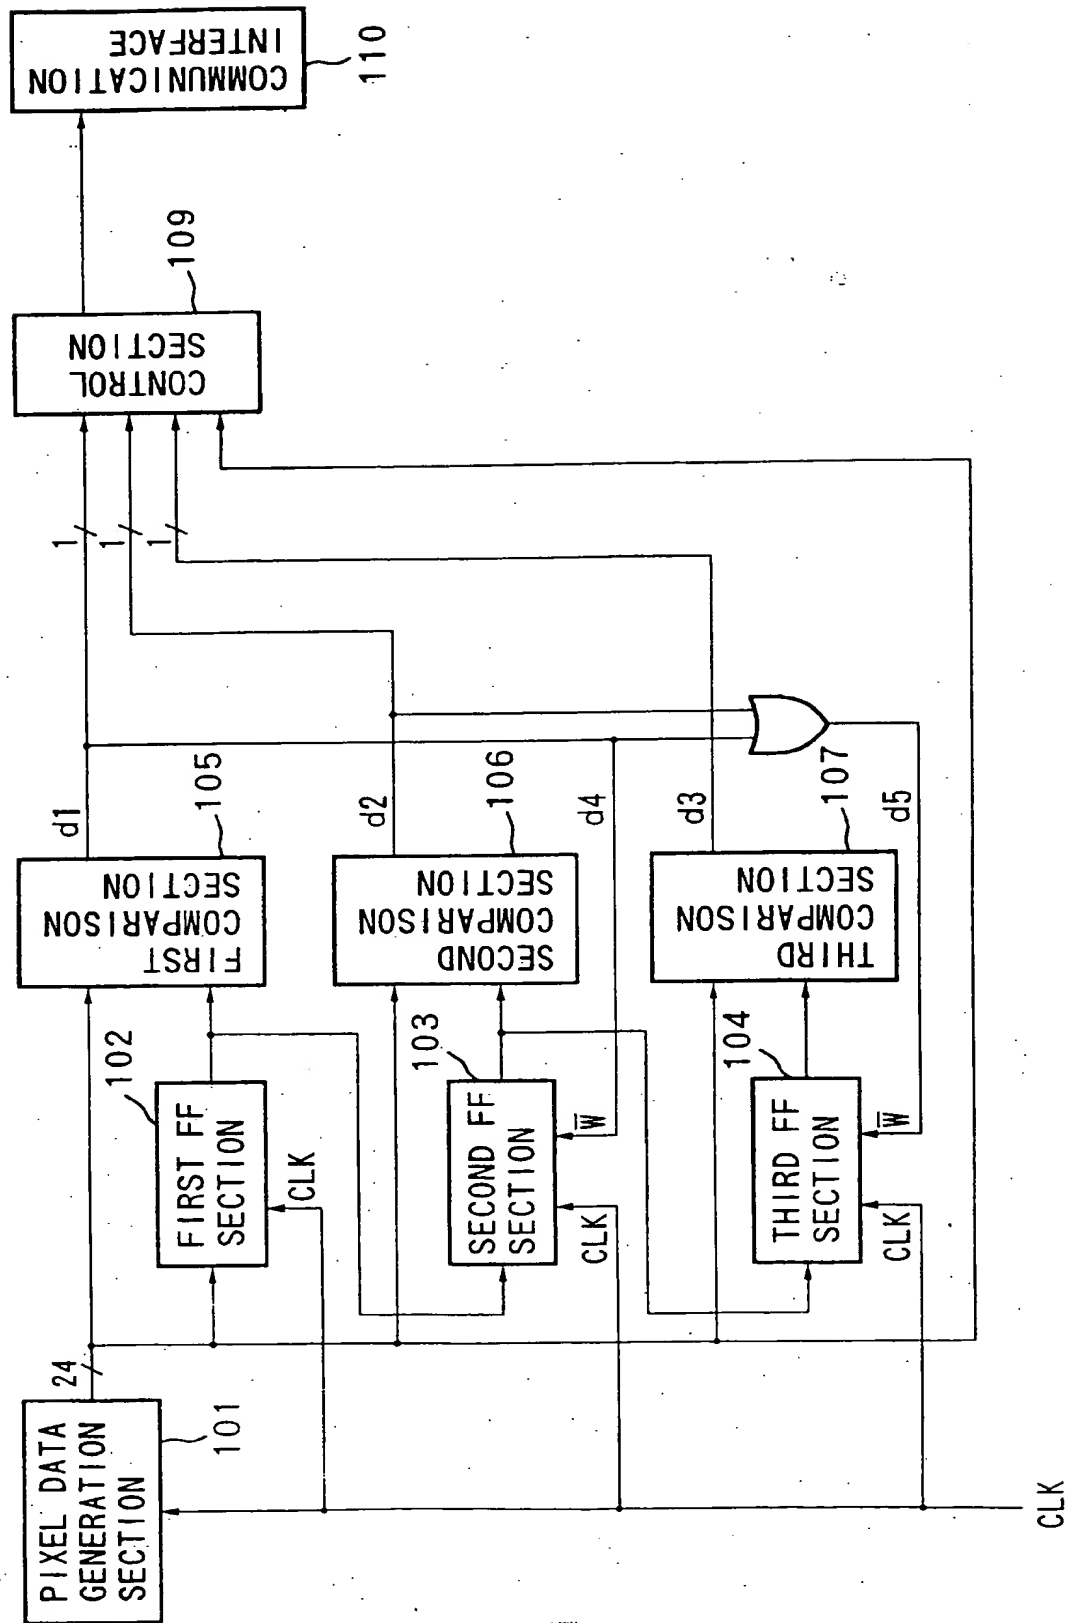 PIXEL DATA
GENERATION
SECTION
101
24
FIRST FF
SECTION
102
CLK
FIRST
COMPARISON
SECTION
105
d1
1
1
1
CONTROL
SECTION
109
COMMUNICATION
INTERFACE
110
SECOND FF
SECTION
103
CLK
W̅
SECOND
COMPARISON
SECTION
106
d2
d4
THIRD FF
SECTION
104
CLK
W̅
THIRD
COMPARISON
SECTION
107
d3
d5
CLK